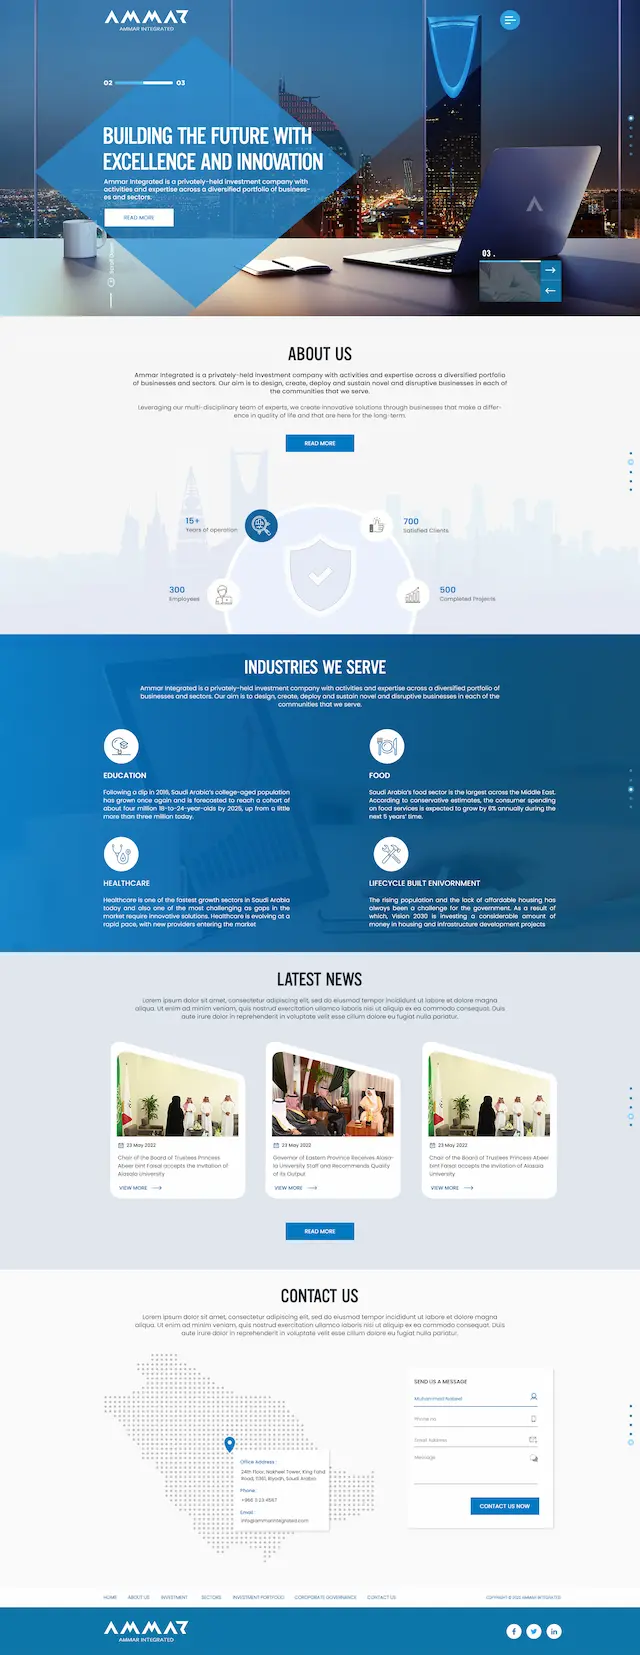 AMMAR
AMMAR INTEGRATED
02
03
BUILDING THE FUTURE WITH
EXCELLENCE AND INNOVATION
Ammar Integrated is a privately-held investment company with
activities and expertise across a diversified portfolio of business-
es and sectors.
READ MORE
03 .
ABOUT US
Ammar Integrated is a privately-held investment company with activities and expertise across a diversified portfolio
of businesses and sectors. Our aim is to design, create, deploy and sustain novel and disruptive businesses in each of
the communities that we serve.
Leveraging our multi-disciplinary team of experts, we create innovative solutions through businesses that make a differ-
ence in quality of life and that are here for the long-term.
READ MORE
15+
Years of operation
700
Satisfied Clients
300
Employees
500
Completed Projects
INDUSTRIES WE SERVE
Ammar Integrated is a privately-held investment company with activities and expertise across a diversified portfolio of
businesses and sectors. Our aim is to design, create, deploy and sustain novel and disruptive businesses in each of the
communities that we serve.
EDUCATION
Following a dip in 2016, Saudi Arabia's college-aged population
has grown once again and is forecasted to reach a cohort of
about four million 18-to-24-year-olds by 2025, up from a little
more than three million today.
FOOD
Saudi Arabia's food sector is the largest across the Middle East.
According to conservative estimates, the consumer spending
on food services is expected to grow by 6% annually during the
next 5 years' time.
HEALTHCARE
Healthcare is one of the fastest growth sectors in Saudi Arabia
today and also one of the most challenging as gaps in the
market require innovative solutions. Healthcare is evolving at a
rapid pace, with new providers entering the market
LIFECYCLE BUILT ENIVORNMENT
The rising population and the lack of affordable housing has
always been a challenge for the government. As a result of
which, Vision 2030 is investing a considerable amount of
money in housing and infrastructure development projects
LATEST NEWS
Lorem ipsum dolor sit amet, consectetur adipiscing elit, sed do eiusmod tempor incididunt ut labore et dolore magna
aliqua. Ut enim ad minim veniam, quis nostrud exercitation ullamco laboris nisi ut aliquip ex ea commodo consequat. Duis
aute irure dolor in reprehenderit in voluptate velit esse cillum dolore eu fugiat nulla pariatur.
23 May 2022
Chair of the Board of Trustees Princess
Abeer bint Faisal accepts the invitation of
Alasala University
VIEW MORE
23 May 2022
Governor of Eastern Province Receives Alasa-
la University Staff and Recommends Quality
of its Output
VIEW MORE
23 May 2022
Chair of the Board of Trustees Princess
Abeer bint Faisal accepts the invitation of Alasala
University
VIEW MORE
READ MORE
CONTACT US
Lorem ipsum dolor sit amet, consectetur adipiscing elit, sed do eiusmod tempor incididunt ut labore et dolore magna
aliqua. Ut enim ad minim veniam, quis nostrud exercitation ullamco laboris nisi ut aliquip ex ea commodo consequat. Duis
aute irure dolor in reprehenderit in voluptate velit esse cillum dolore eu fugiat nulla pariatur.
Office Address :
24th Floor, Nakheel Tower, King Fahd
Road, Riyadh, Saudi Arabia
Phone:
Email :
info@ammarintegrated.com
SEND US A MESSAGE
Muhammad
Phone no
Email Address
Message
CONTACT US NOW
HOME
ABOUT US
INVESTMENT
SECTORS
INVESTMENT PORTFOLIO
COROPORATE GOVERNANCE
CONTACT US
COPYRIGHT © 2022 AMMAR INTEGRATED
AMMAR
AMMAR INTEGRATED